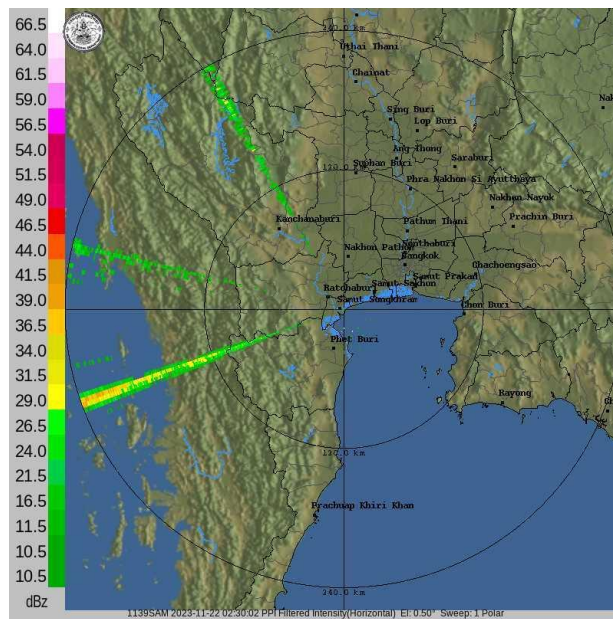 66.5
64.0
61.5
59.0
56.5
54.0
51.5
49.0
46.5
44.0
41.5
39.0
36.5
34.0
31.5
29.0
26.5
24.0
21.5
16.5
11.5
10.5
dBz
240.0 km
Uthai Thani
Chainat
Nak
Sing Buri
Lop Buri
Ang Thong
Saraburi
Suphan Buri
120.0 km
Phra Nakhon Si Ayutthaya
Nakhon Nayok
Prachin Buri
Kanchanaburi
Pathum Thani
Nonthaburi
Nakhon Pathom
Bangkok
Chachoengsao
Samut Prakan
Samut Sakhon
Ratchaburi
Samut Songkhram
Chon Buri
Phet Buri
Rayong
Ch
120.0 km
Prachuap Khiri Khan
240.0 km
1139SAM 2023-11-22 02:30:02 PPI Filtered Intensity(Horizontal) El: 0.50° Sweep: 1 Polar